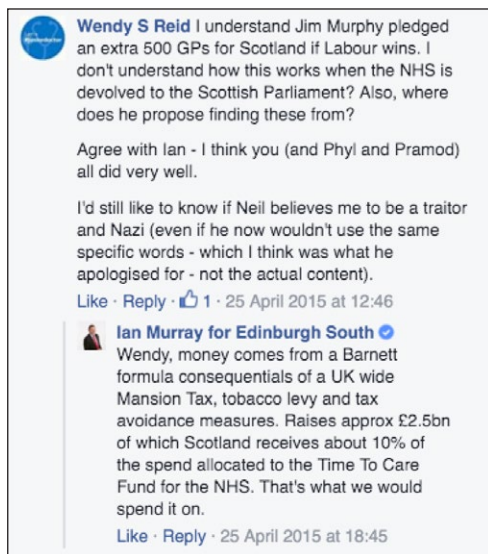 Wendy S Reid I understand Jim Murphy pledged
an extra 500 GPs for Scotland if Labour wins. I
don't understand how this works when the NHS is
devolved to the Scottish Parliament? Also, where
does he propose finding these from?
Agree with Ian - I think you (and Phyl and Pramod)
all did very well.
I'd still like to know if Neil believes me to be a traitor
and Nazi (even if he now wouldn't use the same
specific words - which I think was what he
apologised for - not the actual content).
Like · Reply · 1 · 25 April 2015 at 12:46
Ian Murray for Edinburgh South
Wendy, money comes from a Barnett
formula consequentials of a UK wide
Mansion Tax, tobacco levy and tax
avoidance measures. Raises approx £2.5bn
of which Scotland receives about 10% of
the spend allocated to the Time To Care
Fund for the NHS. That's what we would
spend it on.
Like · Reply · 25 April 2015 at 18:45